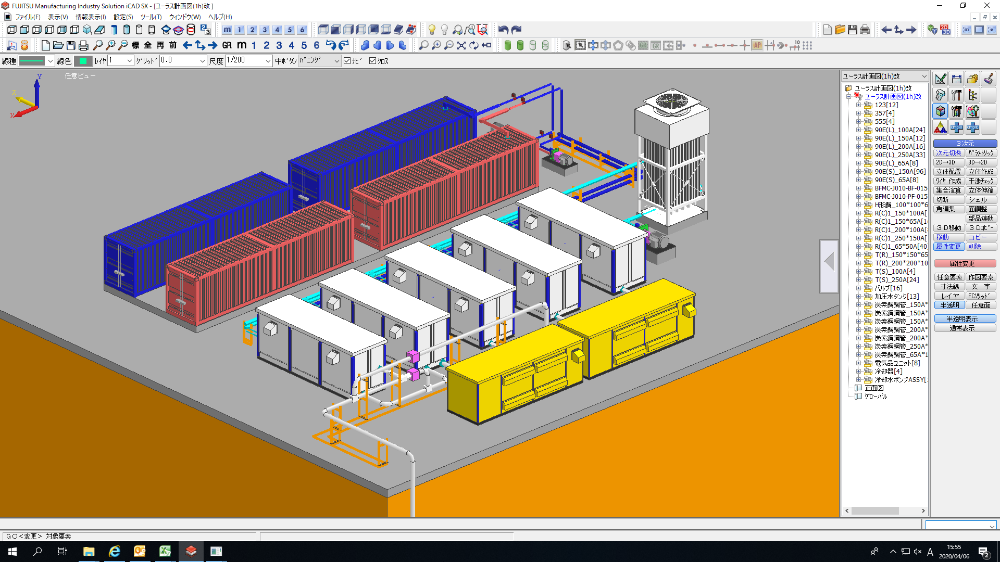 FUJITSU Manufacturing Industry Solution iCAD SX - [ユーラス計画図(1h)改 ]
ファイル(F) 表示(V) 情報表示(I) 設定(S) ツール(T) ウィンドウ(W) ヘルプ(H)
m 1 2 3 4 5 6
標 全 再 前 GR m 1 2 3 4 5 6
線種 線色 レイヤ 1 グリッド 0.0 尺度 1/200 中ボタン パニング ナビ クロス
任意ビュー
Y
Z
X
ユーラス計画図(1h)改
ユーラス計画図(1h)改
ユーラス計画図(1h)改
123[12]
357[4]
555[4]
90E(L)_100A[24]
90E(L)_150A[12]
90E(L)_200A[16]
90E(L)_250A[33]
90E(L)_65A[8]
90E(S)_150A[96]
90E(S)_65A[8]
BFMC-J010-BF-015
BFMC-J010-PF-015
H形鋼_100*100*6
R(C)1_150*100A[
R(C)1_150*65A[1
R(C)1_200*100A[
R(C)1_250*150A[
R(C)1_65*50A[40]
T(R)_150*150*65
T(R)_200*200*10
T(S)_100A[4]
T(S)_250A[24]
バルブ[16]
加圧水タンク[13]
炭素鋼鋼管_150A*
炭素鋼鋼管_150A*
炭素鋼鋼管_150A*
炭素鋼鋼管_200A*
炭素鋼鋼管_200A*
炭素鋼鋼管_250A*
炭素鋼鋼管_65A*1
電気品ユニット[8]
冷却器[4]
冷却水ポンプASSY[
正面図
グローバル
３次元
次元切換 パラメトリック
2D→3D 3D→2D
立体配置 立体作成
ワイヤ作成 干渉チェック
集合演算 立体伸縮
切断 シェル
角編集 面調整
部品連動
３Ｄ移動 ３Ｄコピー
移動 コピー
属性変更 削除
属性変更
任意要素 作図要素
寸法線 文 字
レイヤ FCソリッド
半透明 任意面
半透明表示
通常表示
ＧＯ＜変更＞ 対象要素
A
15:55
2020/04/06
2